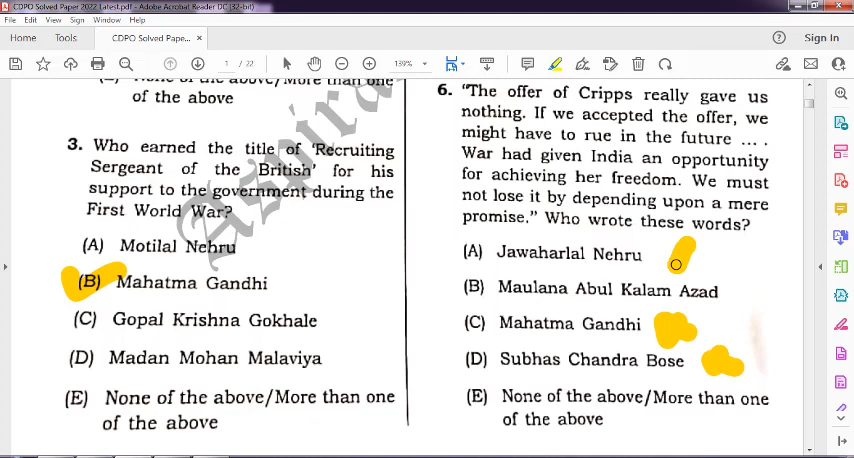 CDPO Solved Paper 2022 Latest.pdf - Adobe Acrobat Reader DC (32-bit)
File Edit View Sign Window Help
Home Tools CDPO Solved Pape... × Sign In
1 / 22 139%
of the above
3. Who earned the title of 'Recruiting
Sergeant of the British' for his
support to the government during the
First World War?
(A) Motilal Nehru
(B) Mahatma Gandhi
(C) Gopal Krishna Gokhale
(D) Madan Mohan Malaviya
(E) None of the above/More than one
of the above
6. "The offer of Cripps really gave us
nothing. If we accepted the offer, we
might have to rue in the future ... .
War had given India an opportunity
for achieving her freedom. We must
not lose it by depending upon a mere
promise." Who wrote these words?
(A) Jawaharlal Nehru
(B) Maulana Abul Kalam Azad
(C) Mahatma Gandhi
(D) Subhas Chandra Bose
(E) None of the above/More than one
of the above
Aspira